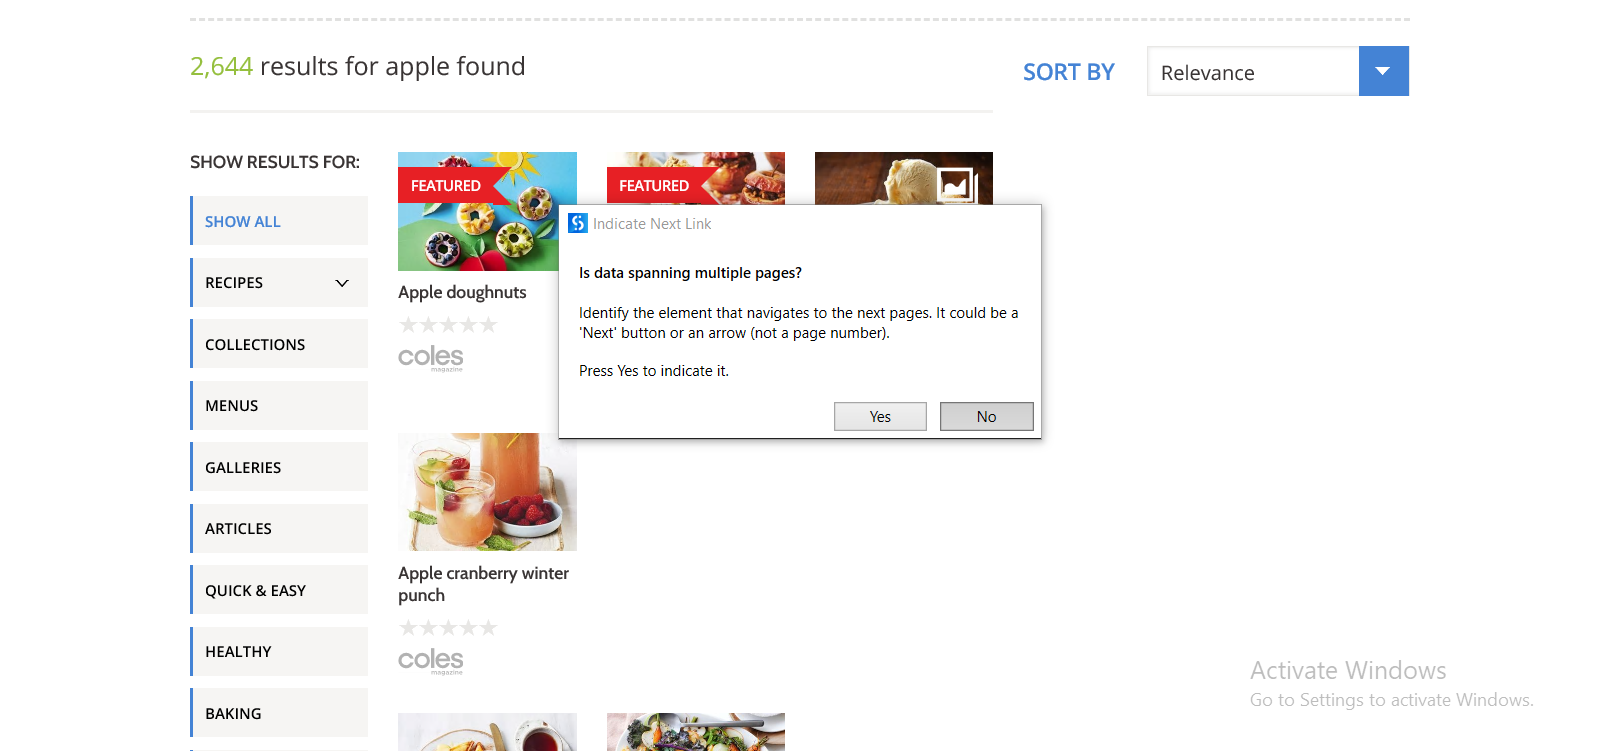 2,644 results for apple found
SORT BY
Relevance
SHOW RESULTS FOR:
SHOW ALL
RECIPES
COLLECTIONS
MENUS
GALLERIES
ARTICLES
QUICK & EASY
HEALTHY
BAKING
FEATURED
FEATURED
Apple doughnuts
coles
magazine
Indicate Next Link
Is data spanning multiple pages?
Identify the element that navigates to the next pages. It could be a
'Next' button or an arrow (not a page number).
Press Yes to indicate it.
Yes
No
Apple cranberry winter
punch
coles
magazine
Activate Windows
Go to Settings to activate Windows.